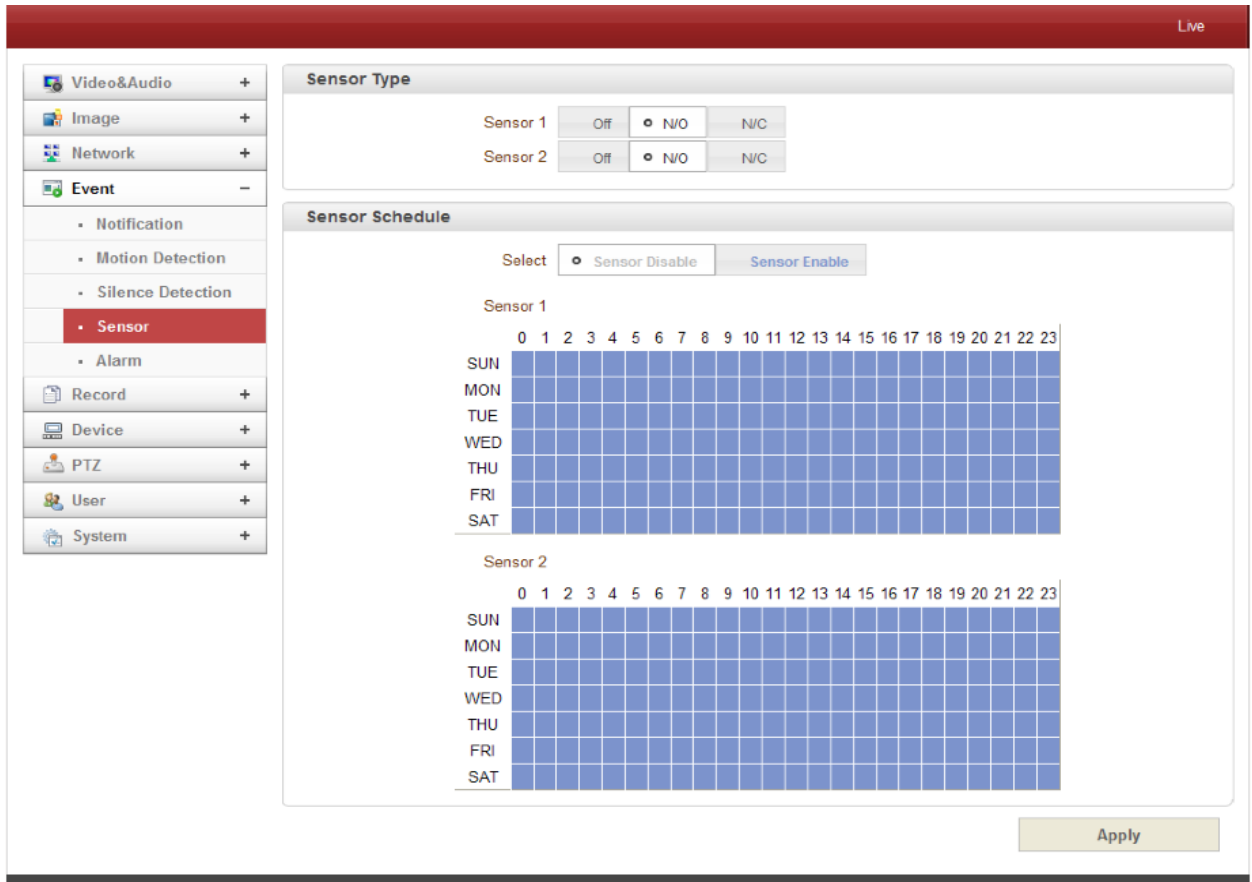 Live
Video&Audio +
Image +
Network +
Event –
Notification
Motion Detection
Silence Detection
Sensor
Alarm
Record +
Device +
PTZ +
User +
System +
Sensor Type
Sensor 1 Off N/O N/C
Sensor 2 Off N/O N/C
Sensor Schedule
Select Sensor Disable Sensor Enable
Sensor 1
0 1 2 3 4 5 6 7 8 9 10 11 12 13 14 15 16 17 18 19 20 21 22 23
SUN
MON
TUE
WED
THU
FRI
SAT
Sensor 2
0 1 2 3 4 5 6 7 8 9 10 11 12 13 14 15 16 17 18 19 20 21 22 23
SUN
MON
TUE
WED
THU
FRI
SAT
Apply